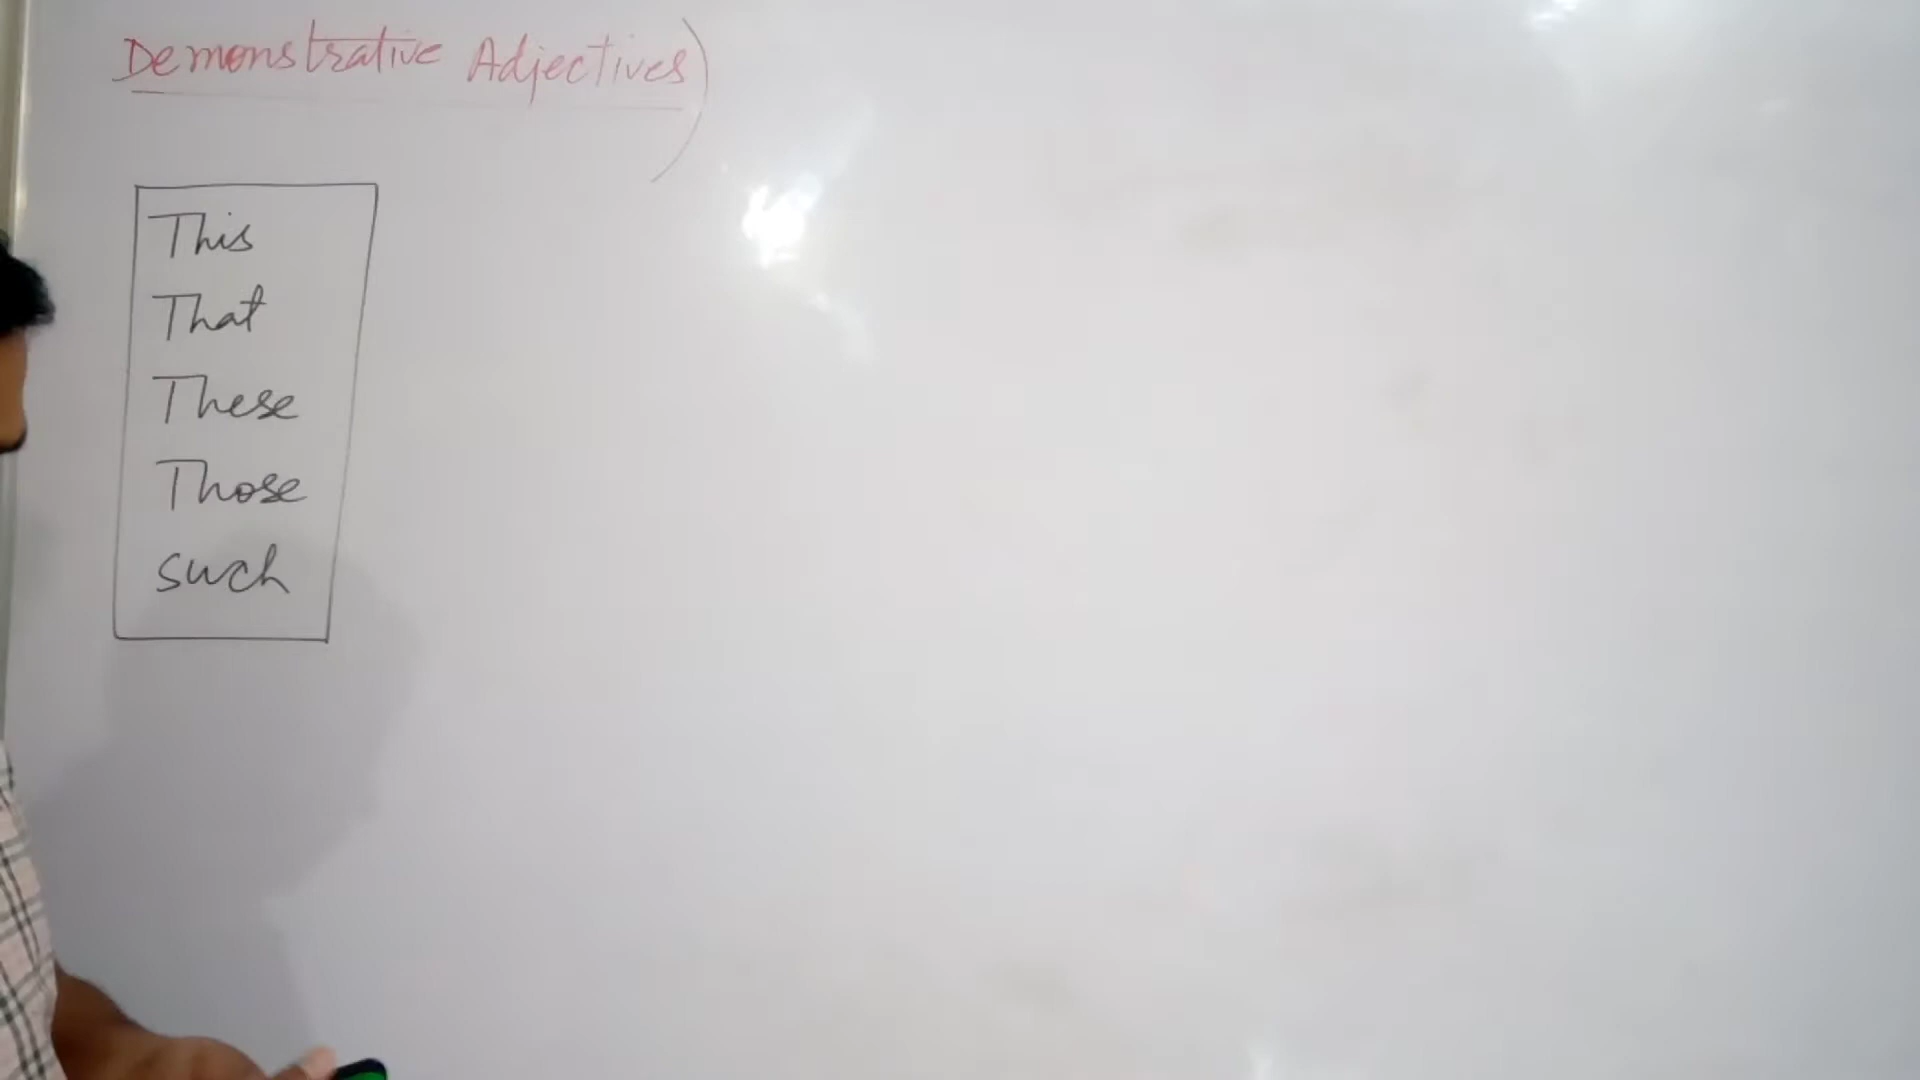 Demonstrative Adjectives)
This
That
These
Those
such